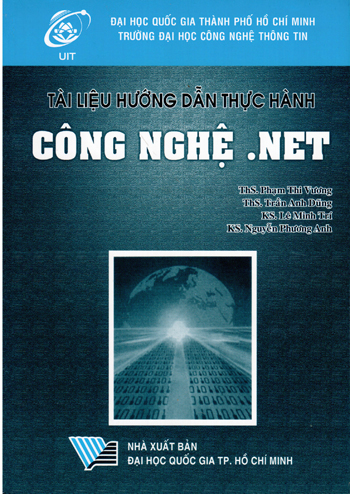 ĐẠI HỌC QUỐC GIA THÀNH PHỐ HỒ CHÍ MINH
TRƯỜNG ĐẠI HỌC CÔNG NGHỆ THÔNG TIN
UIT
TÀI LIỆU HƯỚNG DẪN THỰC HÀNH
CÔNG NGHỆ .NET
ThS. Phạm Thi Vương
ThS. Trần Anh Dũng
KS. Lê Minh Trí
KS. Nguyễn Phương Anh
NHÀ XUẤT BẢN
ĐẠI HỌC QUỐC GIA TP. HỒ CHÍ MINH